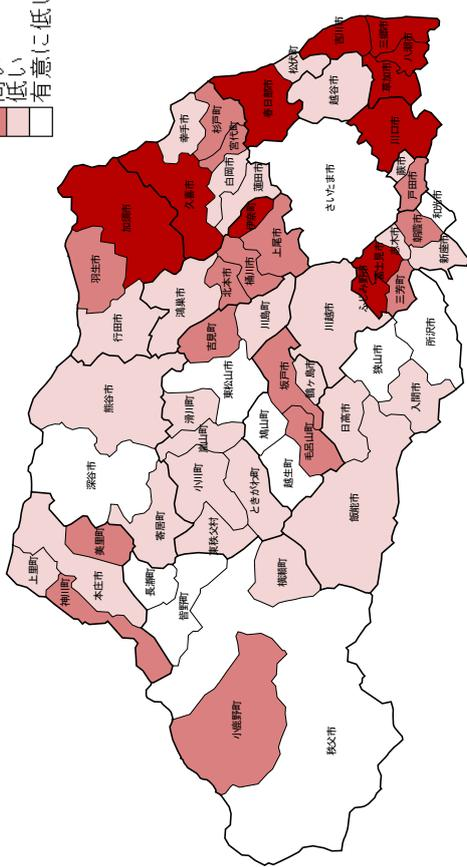 低い
有意に低い
吉川市
三郷市
八潮市
松伏町
草加市
越谷市
春日部市
川口市
杉戸町
宮代町
幸手市
蕨市
戸田市
白岡市
蓮田市
さいたま市
和光市
久喜市
伊奈町
朝霞市
加須市
上尾市
志木市
新座市
桶川市
富士見市
北本市
ふじみ野市
三芳町
羽生市
鴻巣市
川島町
川越市
行田市
吉見町
所沢市
狭山市
東松山市
坂戸市
鶴ヶ島市
入間市
熊谷市
滑川町
鳩山町
日高市
嵐山町
毛呂山町
小川町
ときがわ町
越生町
深谷市
飯能市
寄居町
東秩父村
美里町
上里町
本庄市
長瀞町
横瀬町
神川町
皆野町
小鹿野町
秩父市